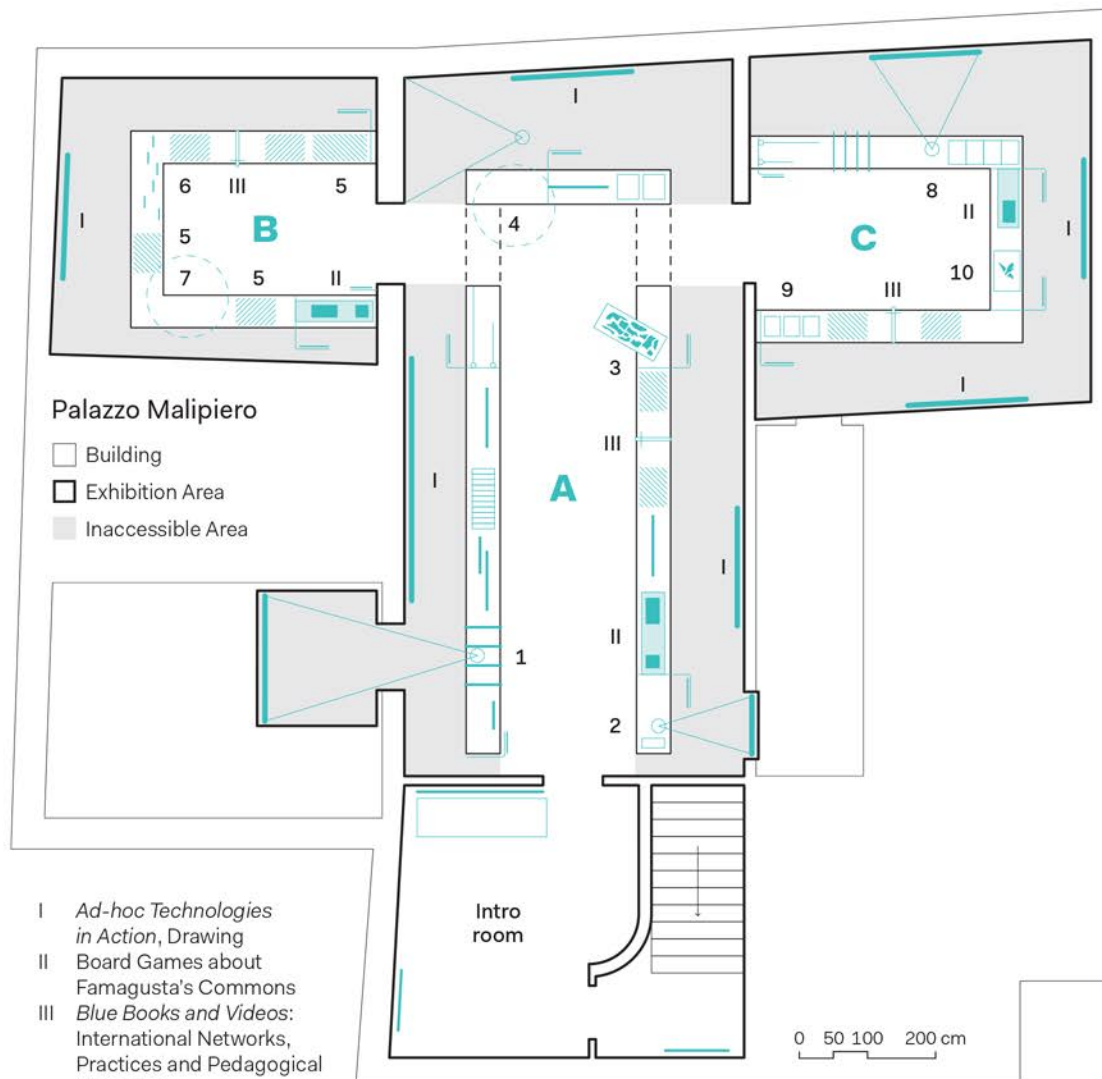 I
I
I
6
III
5
8
II
B
4
C
5
10
7
5
II
9
III
3
I
Palazzo Malipiero
Building
Exhibition Area
Inaccessible Area
III
I
A
I
II
1
2
Intro
room
I Ad-hoc Technologies
in Action, Drawing
II Board Games about
Famagusta's Commons
III Blue Books and Videos:
International Networks,
Practices and Pedagogical
0 50 100 200 cm